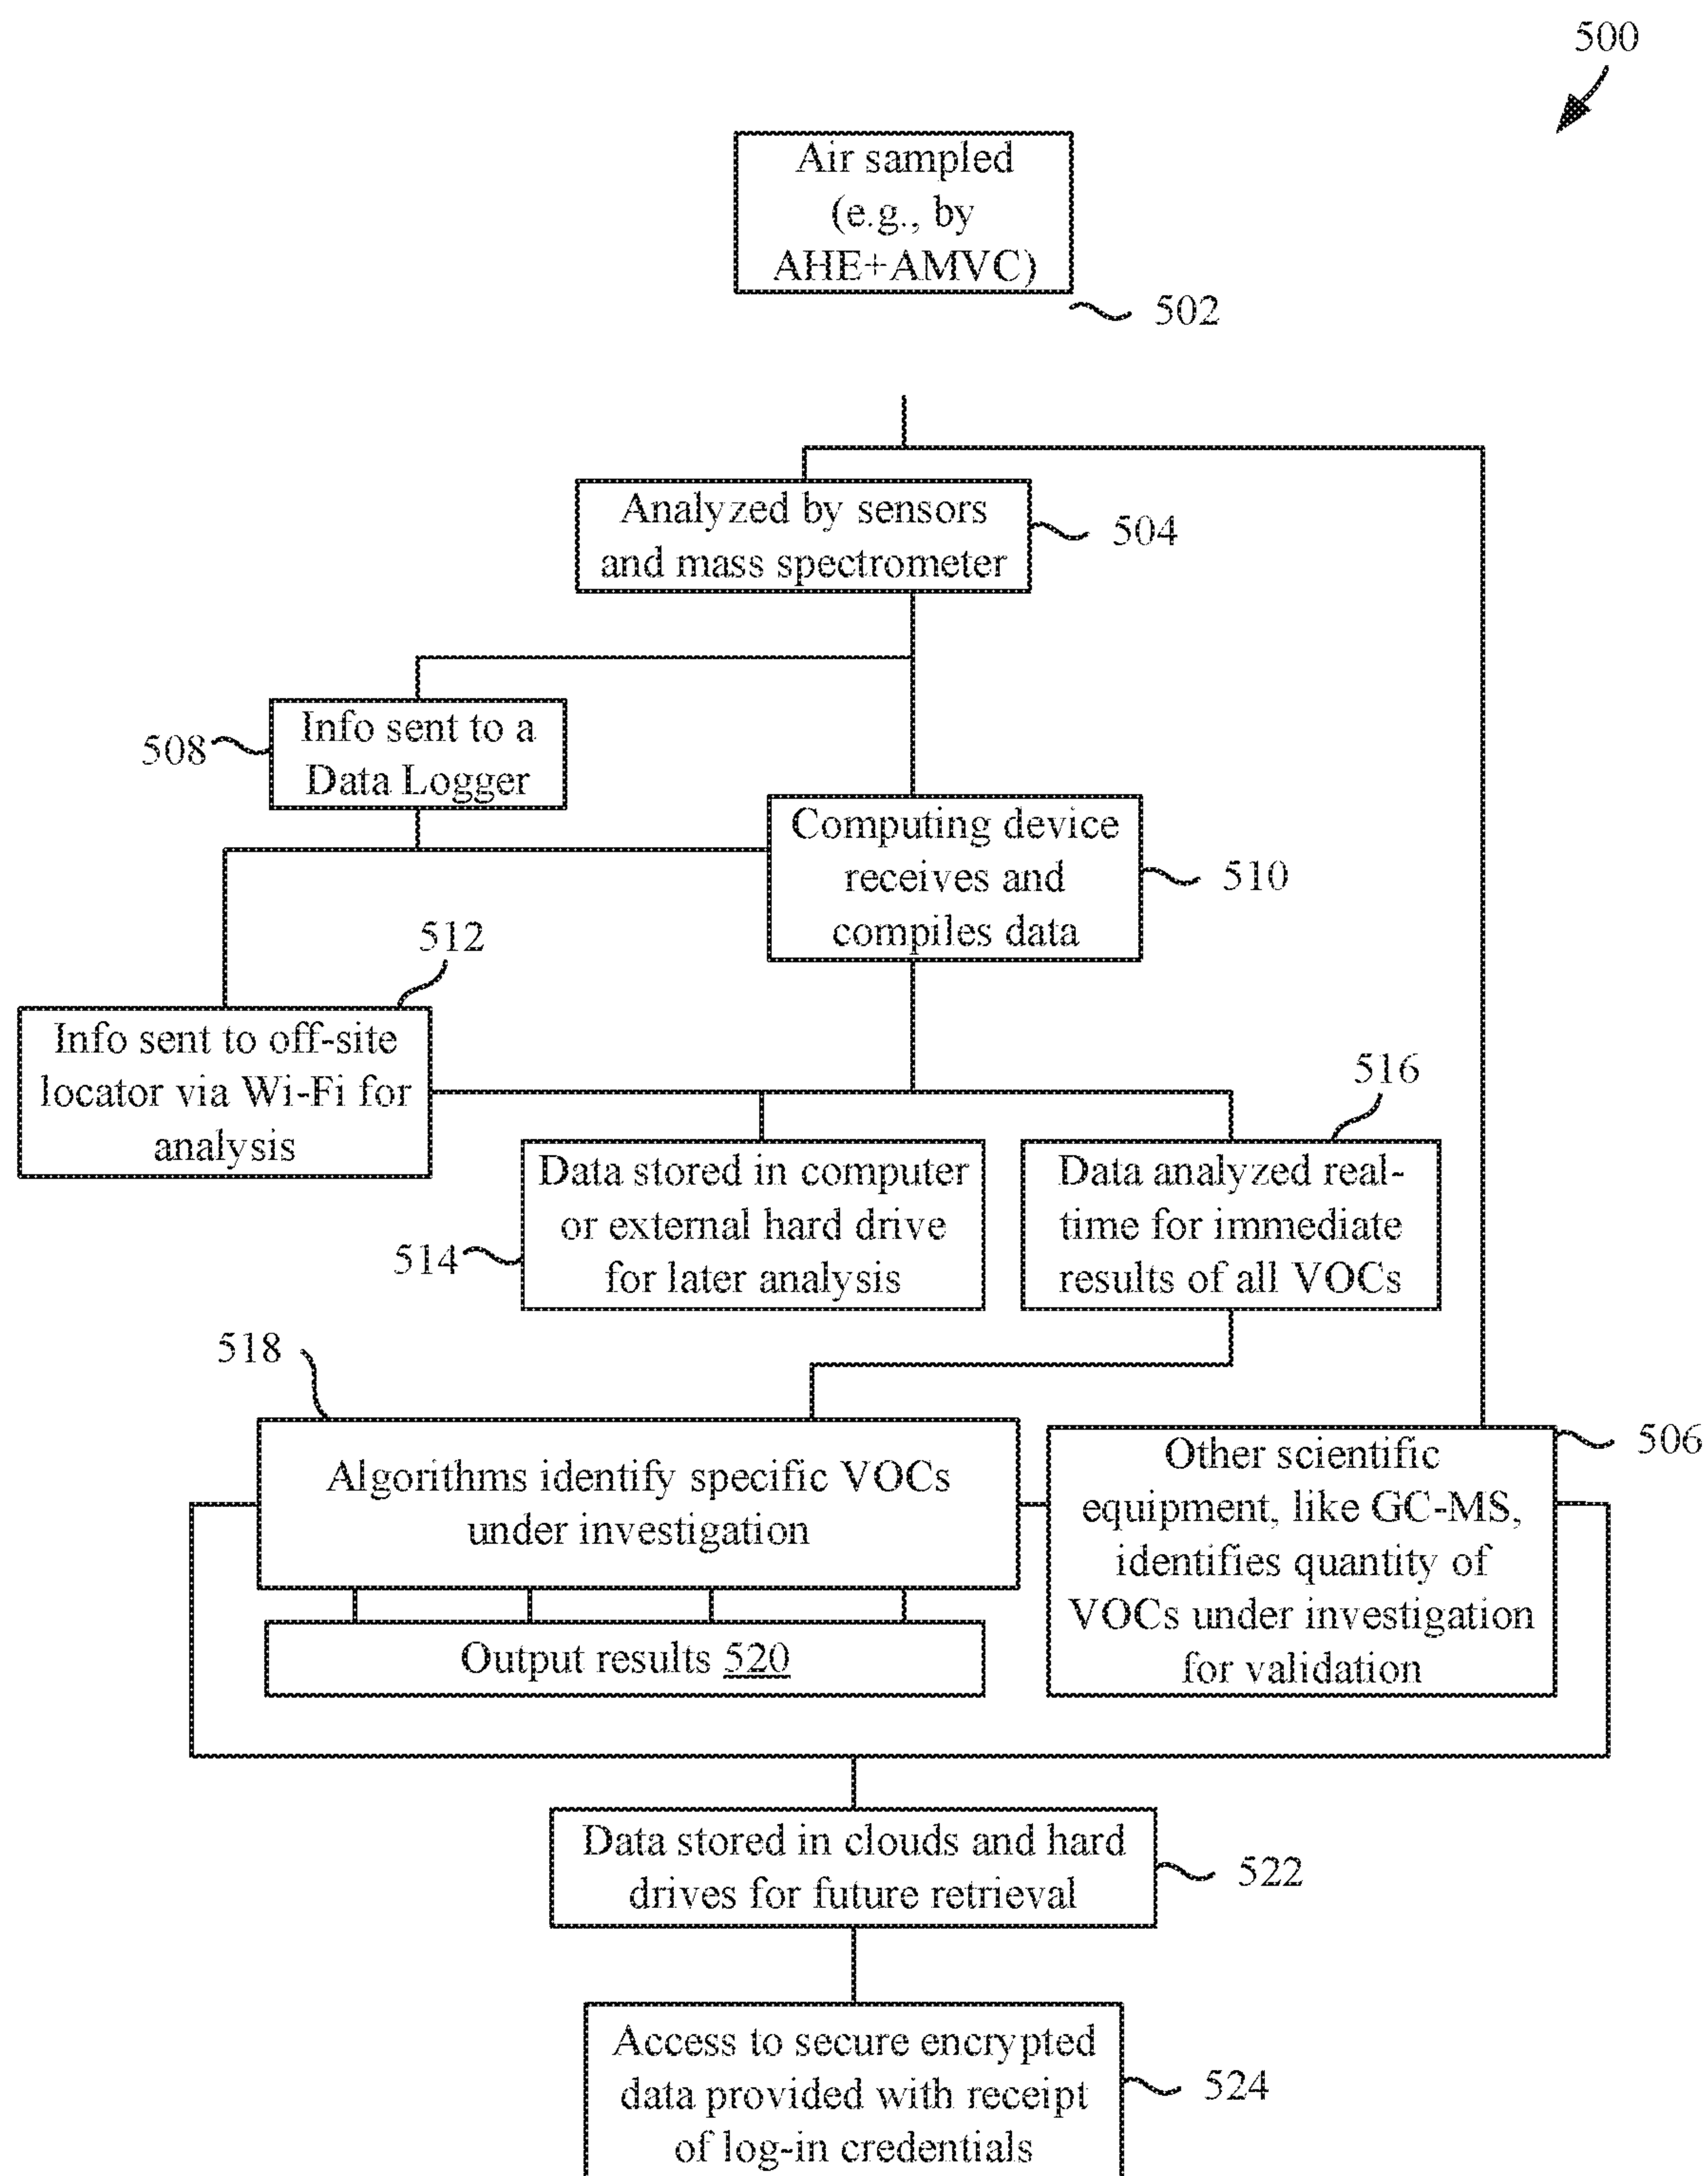 500
Air sampled
(e.g., by
AHE+AMVC)
502
Analyzed by sensors
and mass spectrometer
504
508
Info sent to a
Data Logger
Computing device
receives and
compiles data
510
512
Info sent to off-site
locator via Wi-Fi for
analysis
516
514
Data stored in computer
or external hard drive
for later analysis
Data analyzed real-
time for immediate
results of all VOCs
518
Algorithms identify specific VOCs
under investigation
506
Other scientific
equipment, like GC-MS,
identifies quantity of
VOCs under investigation
for validation
Output results 520
Data stored in clouds and hard
drives for future retrieval
522
Access to secure encrypted
data provided with receipt
of log-in credentials
524